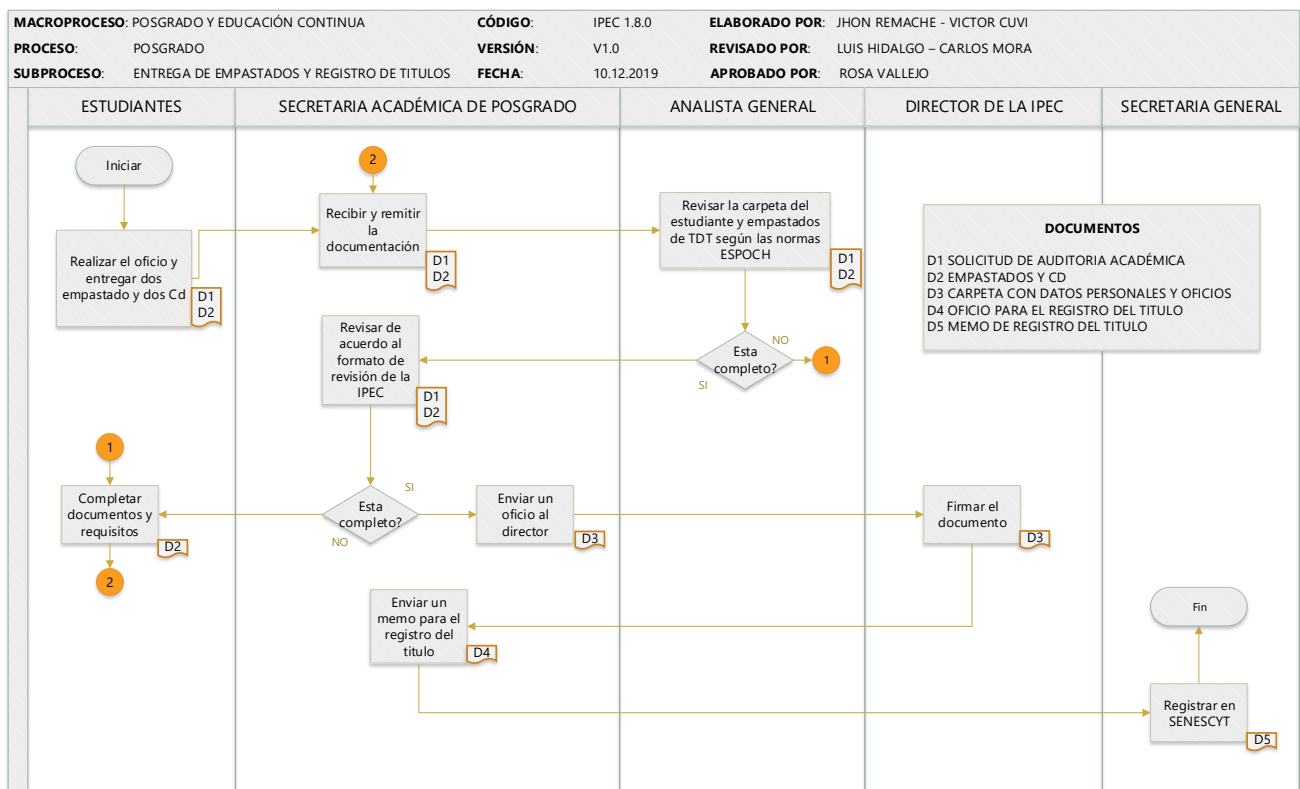 MACROPROCESO: POSGRADO Y EDUCACIÓN CONTINUA CÓDIGO: IPEC 1.8.0 ELABORADO POR: JHON REMACHE - VICTOR CUVI
PROCESO: POSGRADO VERSIÓN: V1.0 REVISADO POR: LUIS HIDALGO – CARLOS MORA
SUBPROCESO: ENTREGA DE EMPASTADOS Y REGISTRO DE TITULOS FECHA: 10.12.2019 APROBADO POR: ROSA VALLEJO
ESTUDIANTES SECRETARIA ACADÉMICA DE POSGRADO ANALISTA GENERAL DIRECTOR DE LA IPEC SECRETARIA GENERAL
Iniciar
2
Realizar el oficio y
entregar dos
empastado y dos Cd
D1
D2
Recibir y remitir
la
documentación
D1
D2
Revisar la carpeta del
estudiante y empastados
de TDT según las normas
ESPOCH
D1
D2
DOCUMENTOS
D1 SOLICITUD DE AUDITORIA ACADÉMICA
D2 EMPASTADOS Y CD
D3 CARPETA CON DATOS PERSONALES Y OFICIOS
D4 OFICIO PARA EL REGISTRO DEL TITULO
D5 MEMO DE REGISTRO DEL TITULO
Esta
completo?
NO
1
SI
Revisar de
acuerdo al
formato de
revisión de la
IPEC
D1
D2
1
Completar
documentos y
requisitos
D2
2
Esta
completo?
SI
NO
Enviar un
oficio al
director
D3
Firmar el
documento
D3
Enviar un
memo para el
registro del
titulo
D4
Fin
Registrar en
SENESCYT
D5